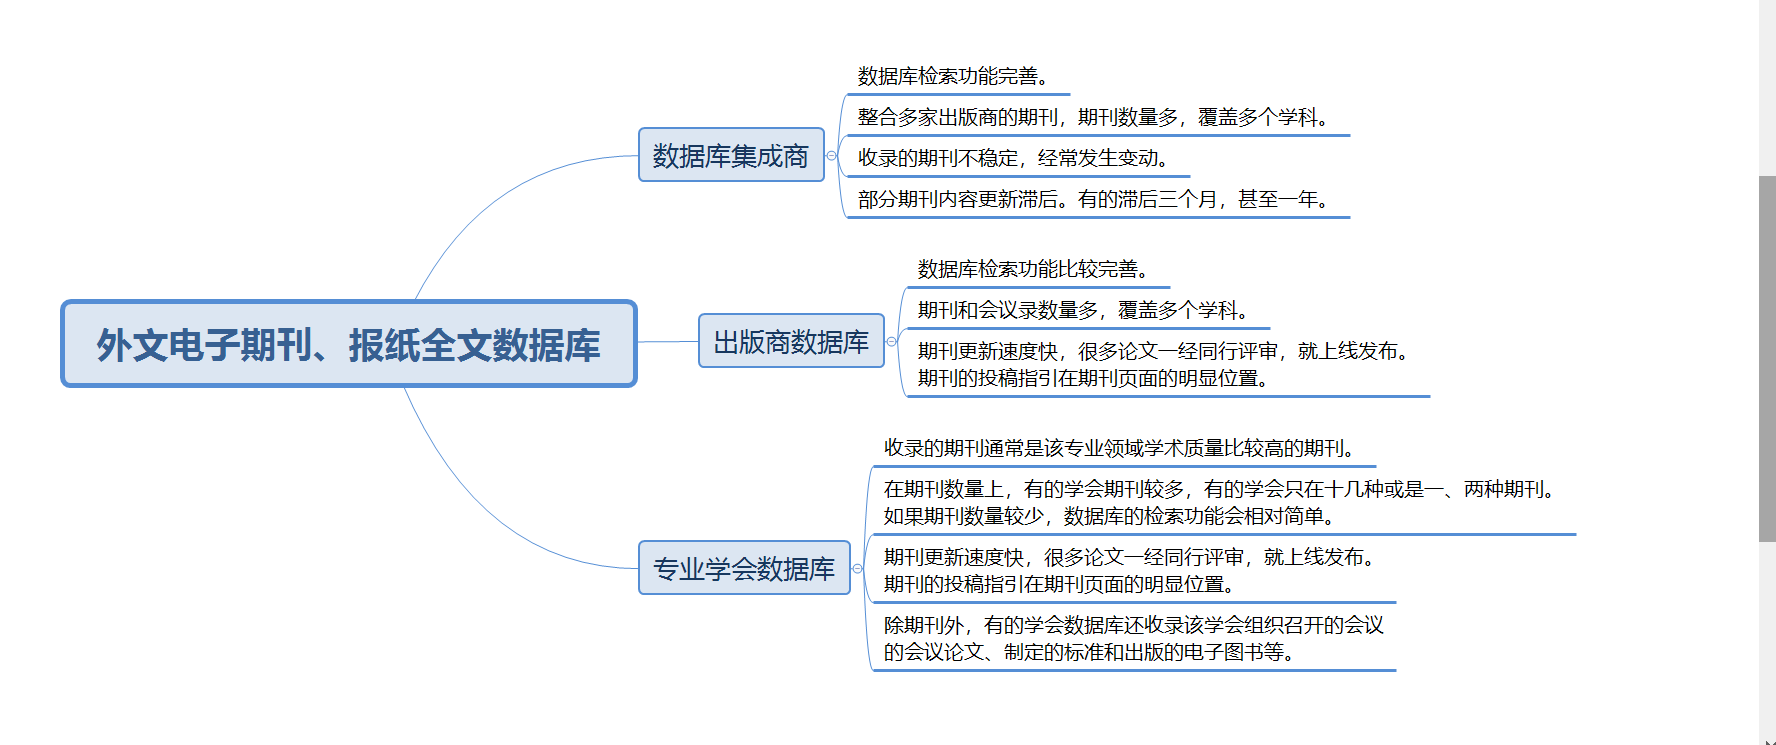 外文电子期刊、报纸全文数据库
数据库集成商
数据库检索功能完善。
整合多家出版商的期刊，期刊数量多，覆盖多个学科。
收录的期刊不稳定，经常发生变动。
部分期刊内容更新滞后。有的滞后三个月，甚至一年。
出版商数据库
数据库检索功能比较完善。
期刊和会议录数量多，覆盖多个学科。
期刊更新速度快，很多论文一经同行评审，就上线发布。
期刊的投稿指引在期刊页面的明显位置。
专业学会数据库
收录的期刊通常是该专业领域学术质量比较高的期刊。
在期刊数量上，有的学会期刊较多，有的学会只在十几种或是一、两种期刊。
如果期刊数量较少，数据库的检索功能会相对简单。
期刊更新速度快，很多论文一经同行评审，就上线发布。
期刊的投稿指引在期刊页面的明显位置。
除期刊外，有的学会数据库还收录该学会组织召开的会议
的会议论文、制定的标准和出版的电子图书等。